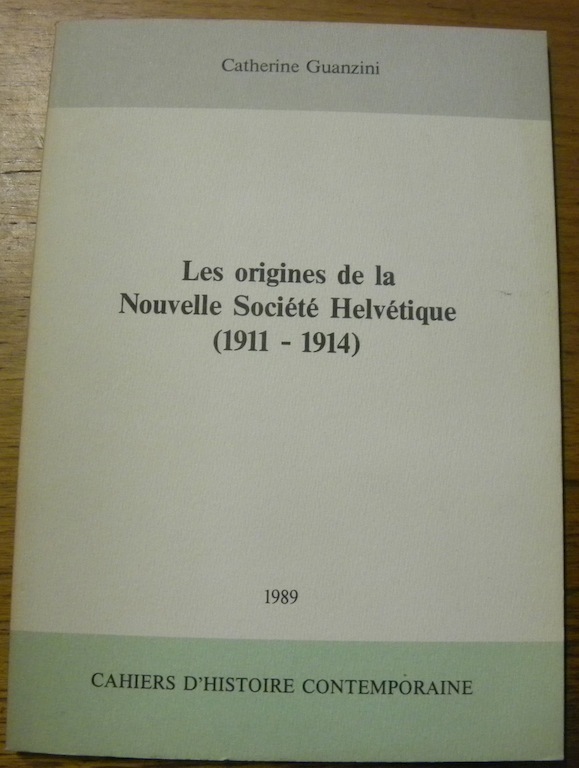 Catherine Guanzini
Les origines de la
Nouvelle Société Helvétique
(1911 - 1914)
1989
CAHIERS D'HISTOIRE CONTEMPORAINE